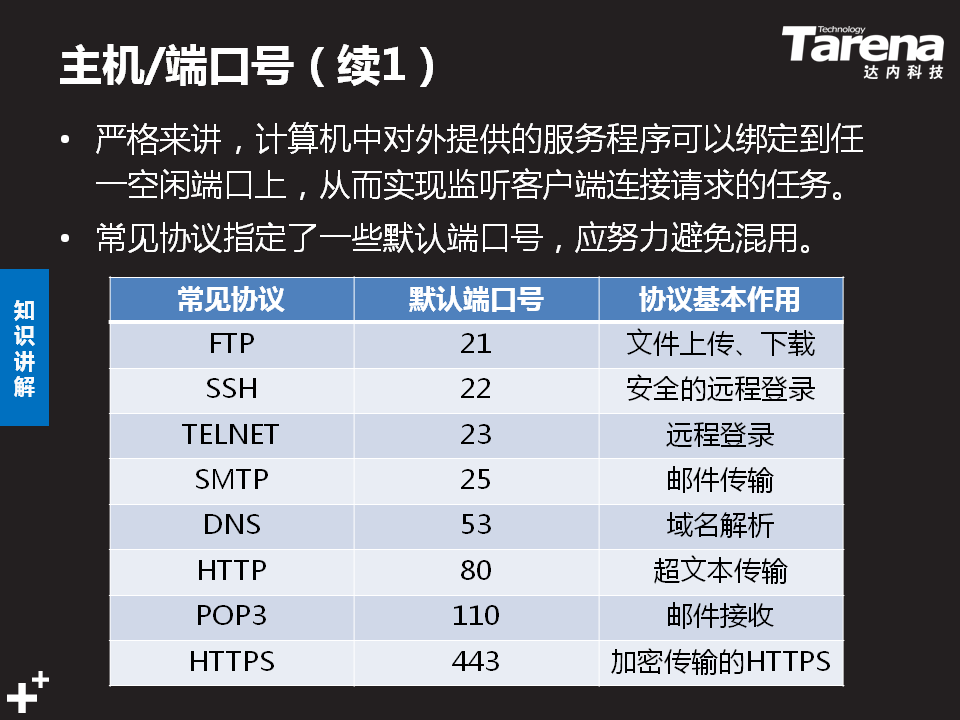 主机/端口号（续1）
Technology
Tarena
达内科技
• 严格来讲，计算机中对外提供的服务程序可以绑定到任
一空闲端口上，从而实现监听客户端连接请求的任务。
• 常见协议指定了一些默认端口号，应努力避免混用。
知识讲解
常见协议 默认端口号 协议基本作用
FTP 21 文件上传、下载
SSH 22 安全的远程登录
TELNET 23 远程登录
SMTP 25 邮件传输
DNS 53 域名解析
HTTP 80 超文本传输
POP3 110 邮件接收
HTTPS 443 加密传输的HTTPS